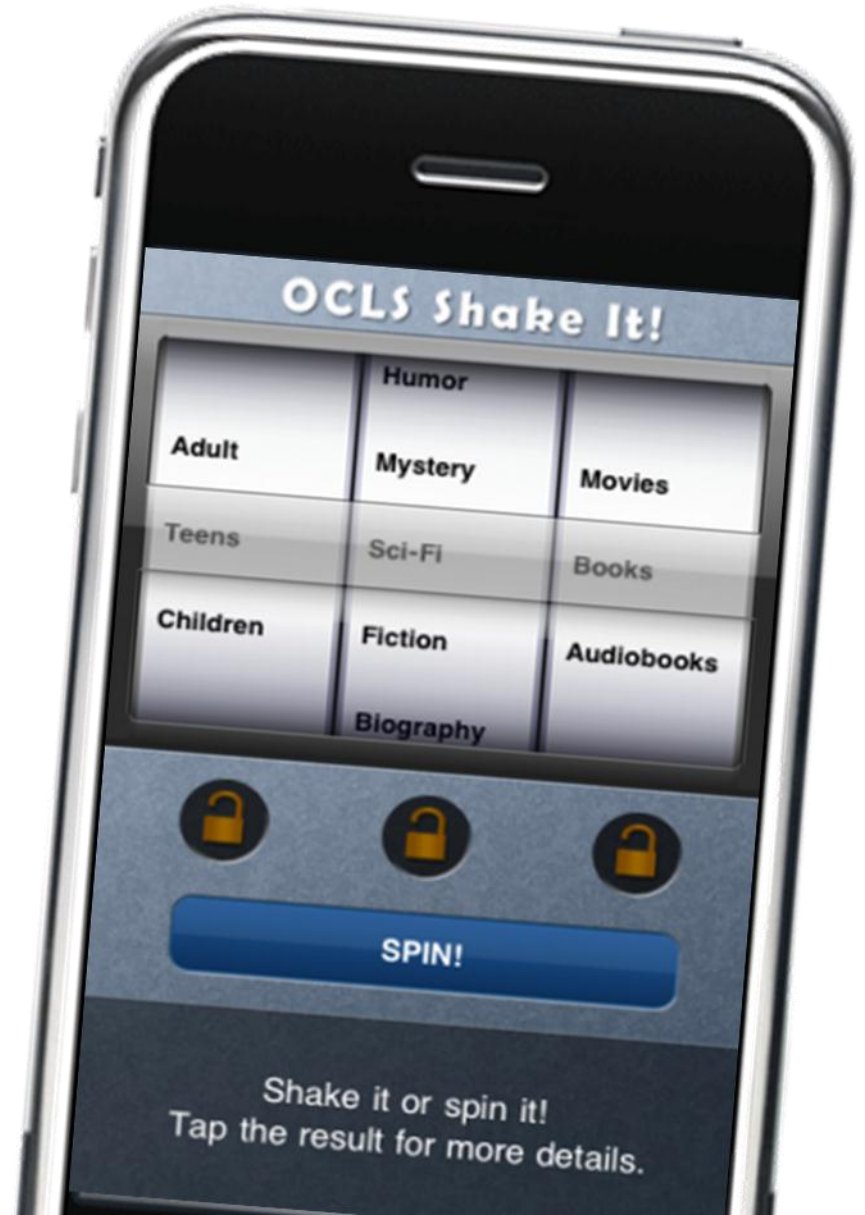 OCLS Shake It!
Humor
Adult Mystery Movies
Teens Sci-Fi Books
Children Fiction Audiobooks
Biography
SPIN!
Shake it or spin it!
Tap the result for more details.